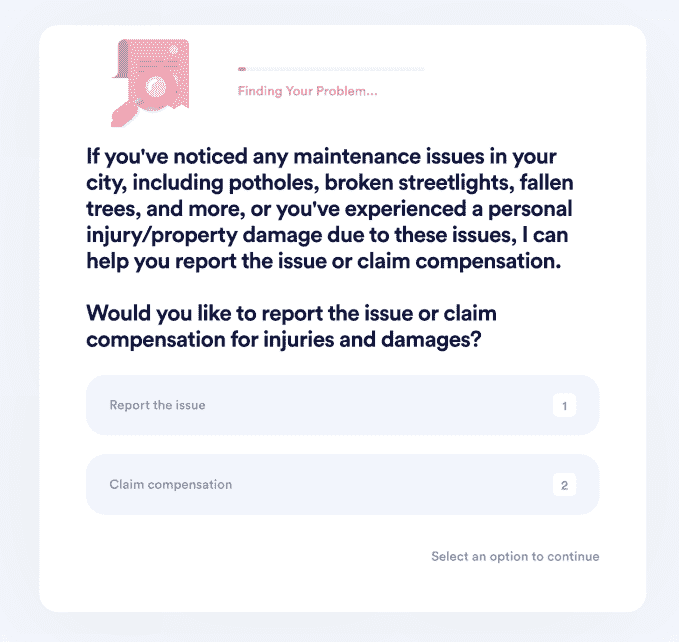 Finding Your Problem...
If you've noticed any maintenance issues in your
city, including potholes, broken streetlights, fallen
trees, and more, or you've experienced a personal
injury/property damage due to these issues, I can
help you report the issue or claim compensation.
Would you like to report the issue or claim
compensation for injuries and damages?
Report the issue 1
Claim compensation 2
Select an option to continue